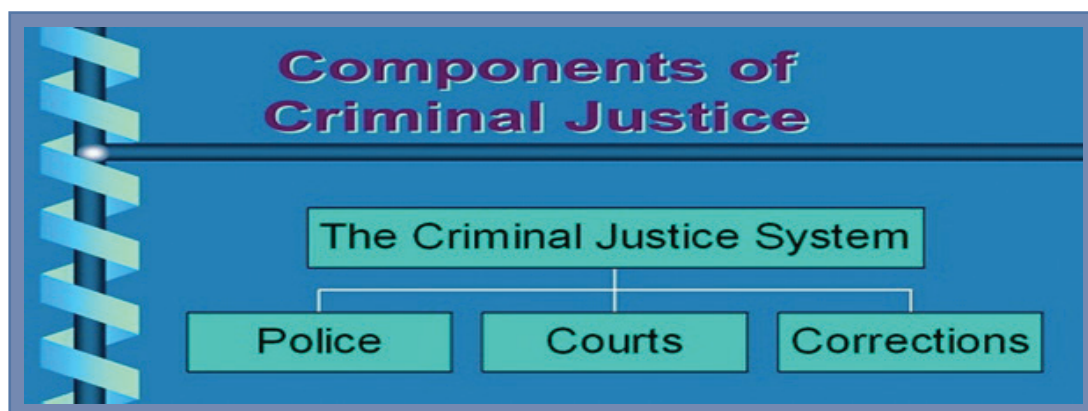 Components of
Criminal Justice
The Criminal Justice System
Police
Courts
Corrections